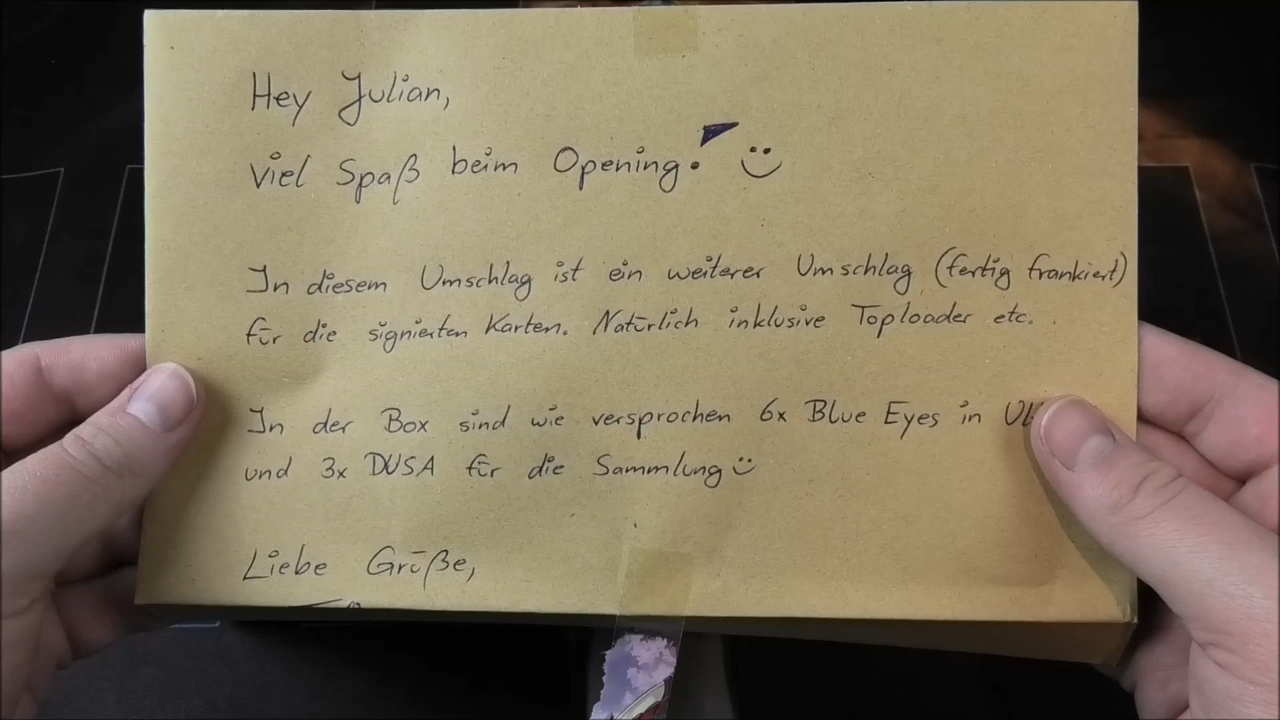 Hey Julian,
viel Spaß beim Opening! :)
In diesem Umschlag ist ein weiterer Umschlag (fertig frankiert)
für die signierten Karten. Natürlich inklusive Toploader etc.
In der Box sind wie versprochen 6x Blue Eyes in
und 3x DUSA für die Sammlung :)
Liebe Grüße,